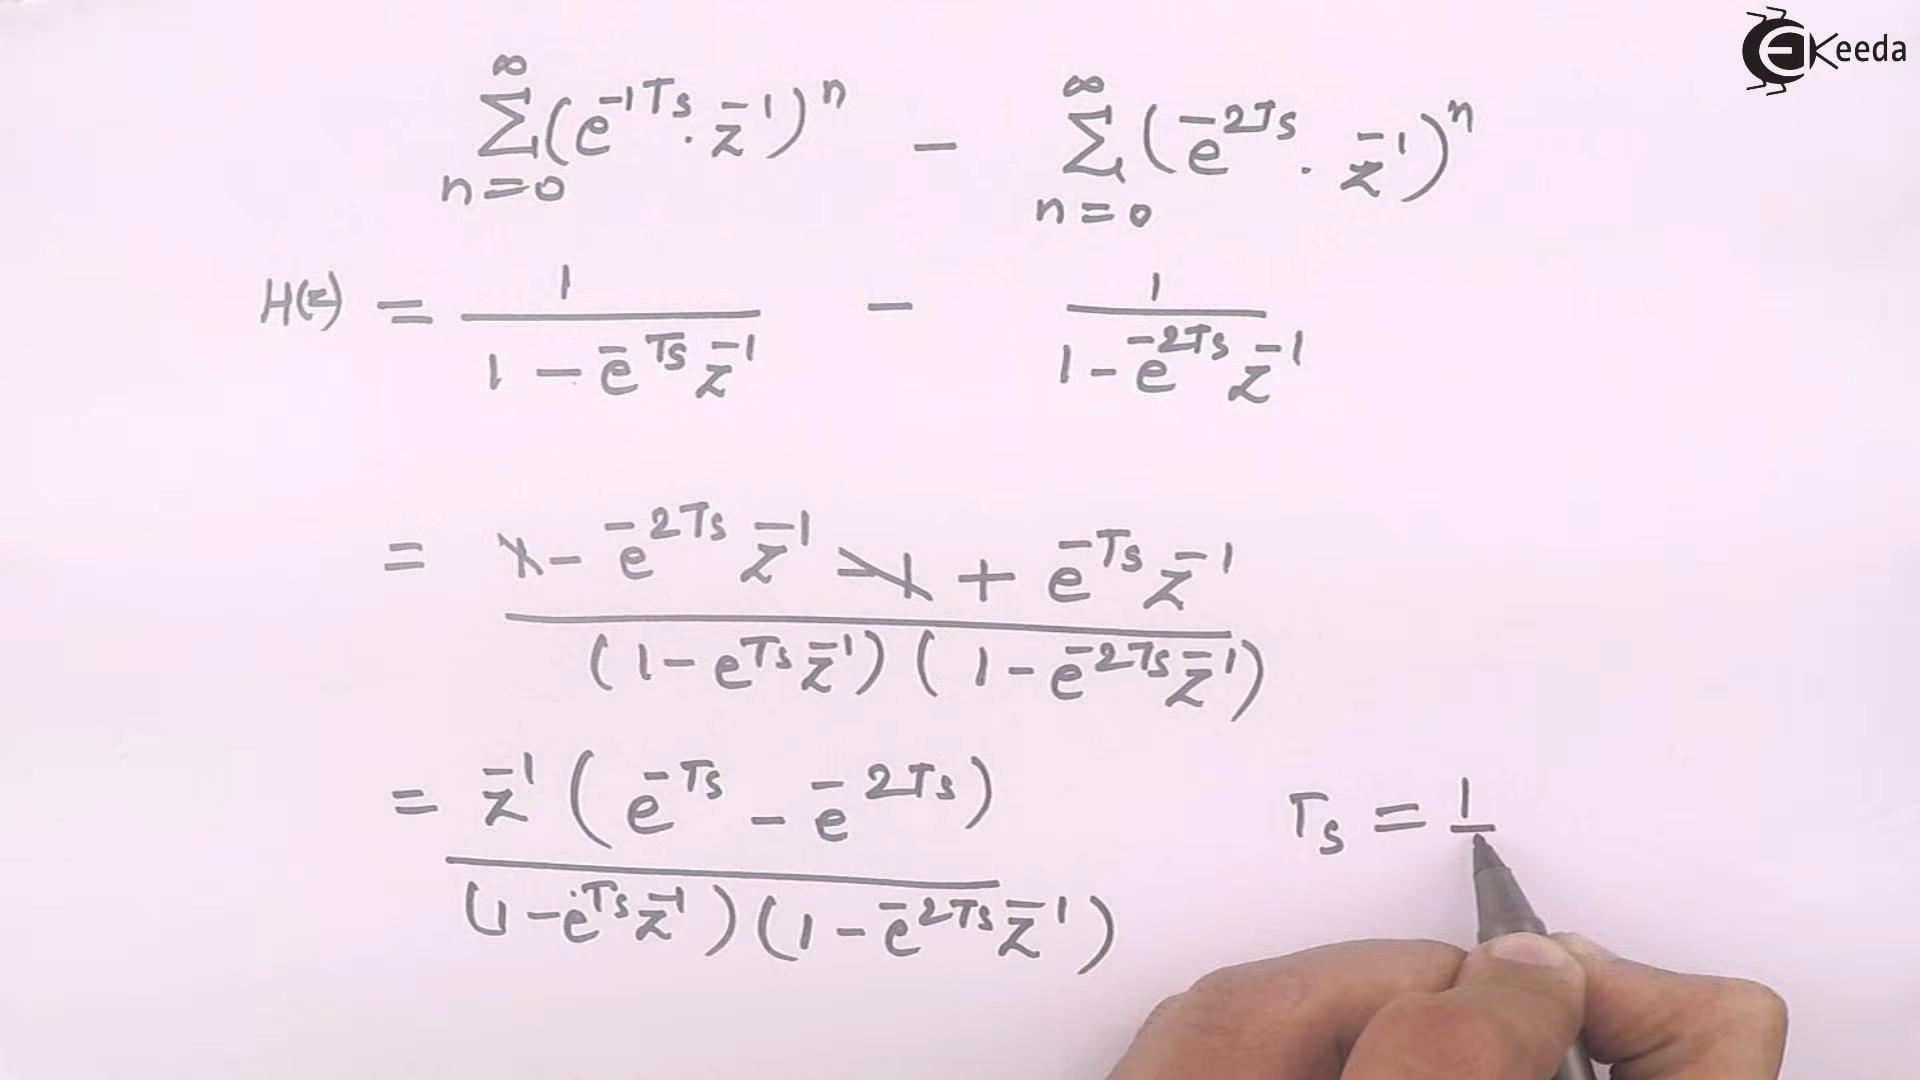 EKeeda
∞ ∞
Σ (e^{-1Ts} . z^{-1})^n - Σ (e^{-2Ts} . z^{-1})^n
n=0 n=0
H(z) = 1 / (1 - e^{-Ts} z^{-1}) - 1 / (1 - e^{-2Ts} z^{-1})
= 1 - e^{-2Ts} z^{-1} - 1 + e^{-Ts} z^{-1}
(1 - e^{Ts} z^{-1}) (1 - e^{-2Ts} z^{-1})
= z^{-1} (e^{-Ts} - e^{-2Ts})
(1 - e^{Ts} z^{-1}) (1 - e^{-2Ts} z^{-1})
Ts = 1